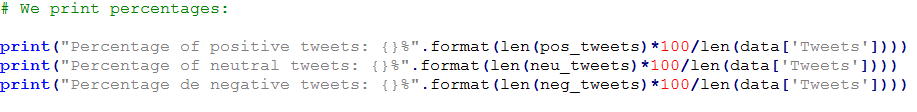 # We print percentages:
print("Percentage of positive tweets: {}%".format(len(pos_tweets)*100/len(data['Tweets'])))
print("Percentage of neutral tweets: {}%".format(len(neu_tweets)*100/len(data['Tweets'])))
print("Percentage de negative tweets: {}%".format(len(neg_tweets)*100/len(data['Tweets'])))